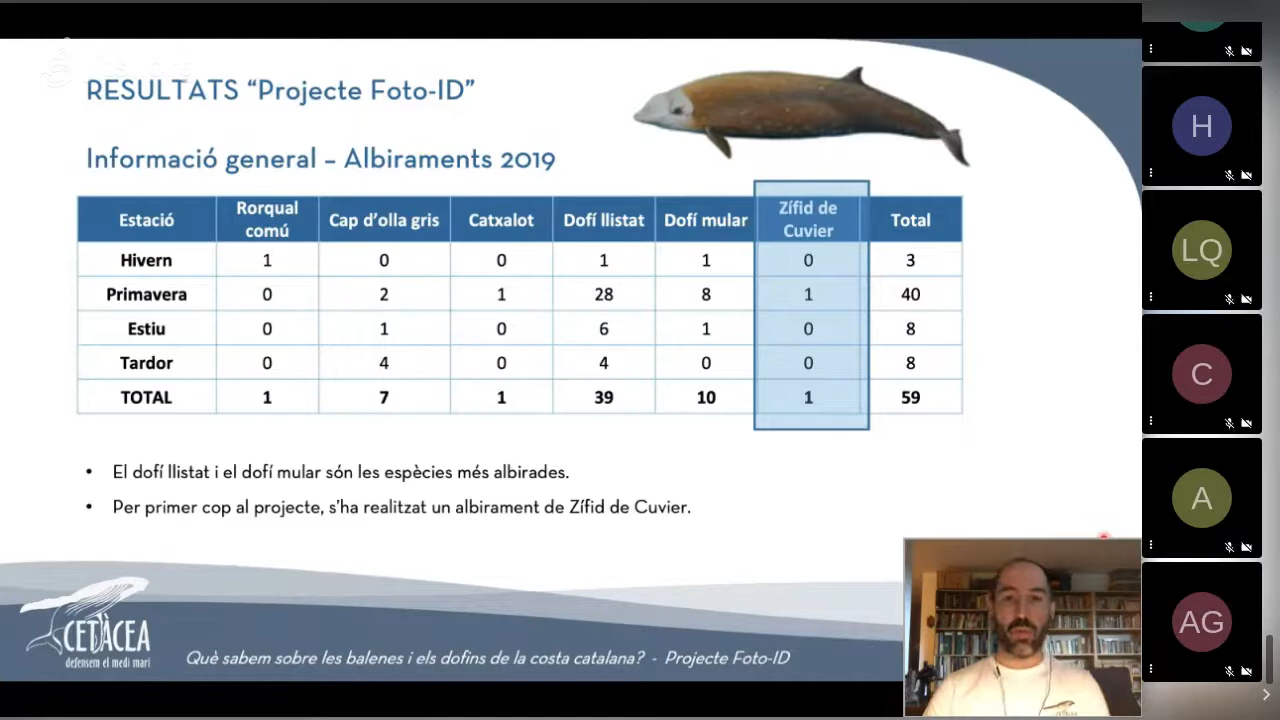 RESULTATS “Projecte Foto-ID”
Informació general – Albiraments 2019
Estació Rorqual comú Cap d’olla gris Catxalot Dofí llistat Dofí mular Zífid de Cuvier Total
Hivern 1 0 0 1 1 0 3
Primavera 0 2 1 28 8 1 40
Estiu 0 1 0 6 1 0 8
Tardor 0 4 0 4 0 0 8
TOTAL 1 7 1 39 10 1 59
• El dofí llistat i el dofí mular són les espècies més albirades.
• Per primer cop al projecte, s’ha realitzat un albirament de Zífid de Cuvier.
CETÀCEA
defensem el medi marí
Què sabem sobre les balenes i els dofins de la costa catalana? - Projecte Foto-ID
H
LQ
C
A
AG